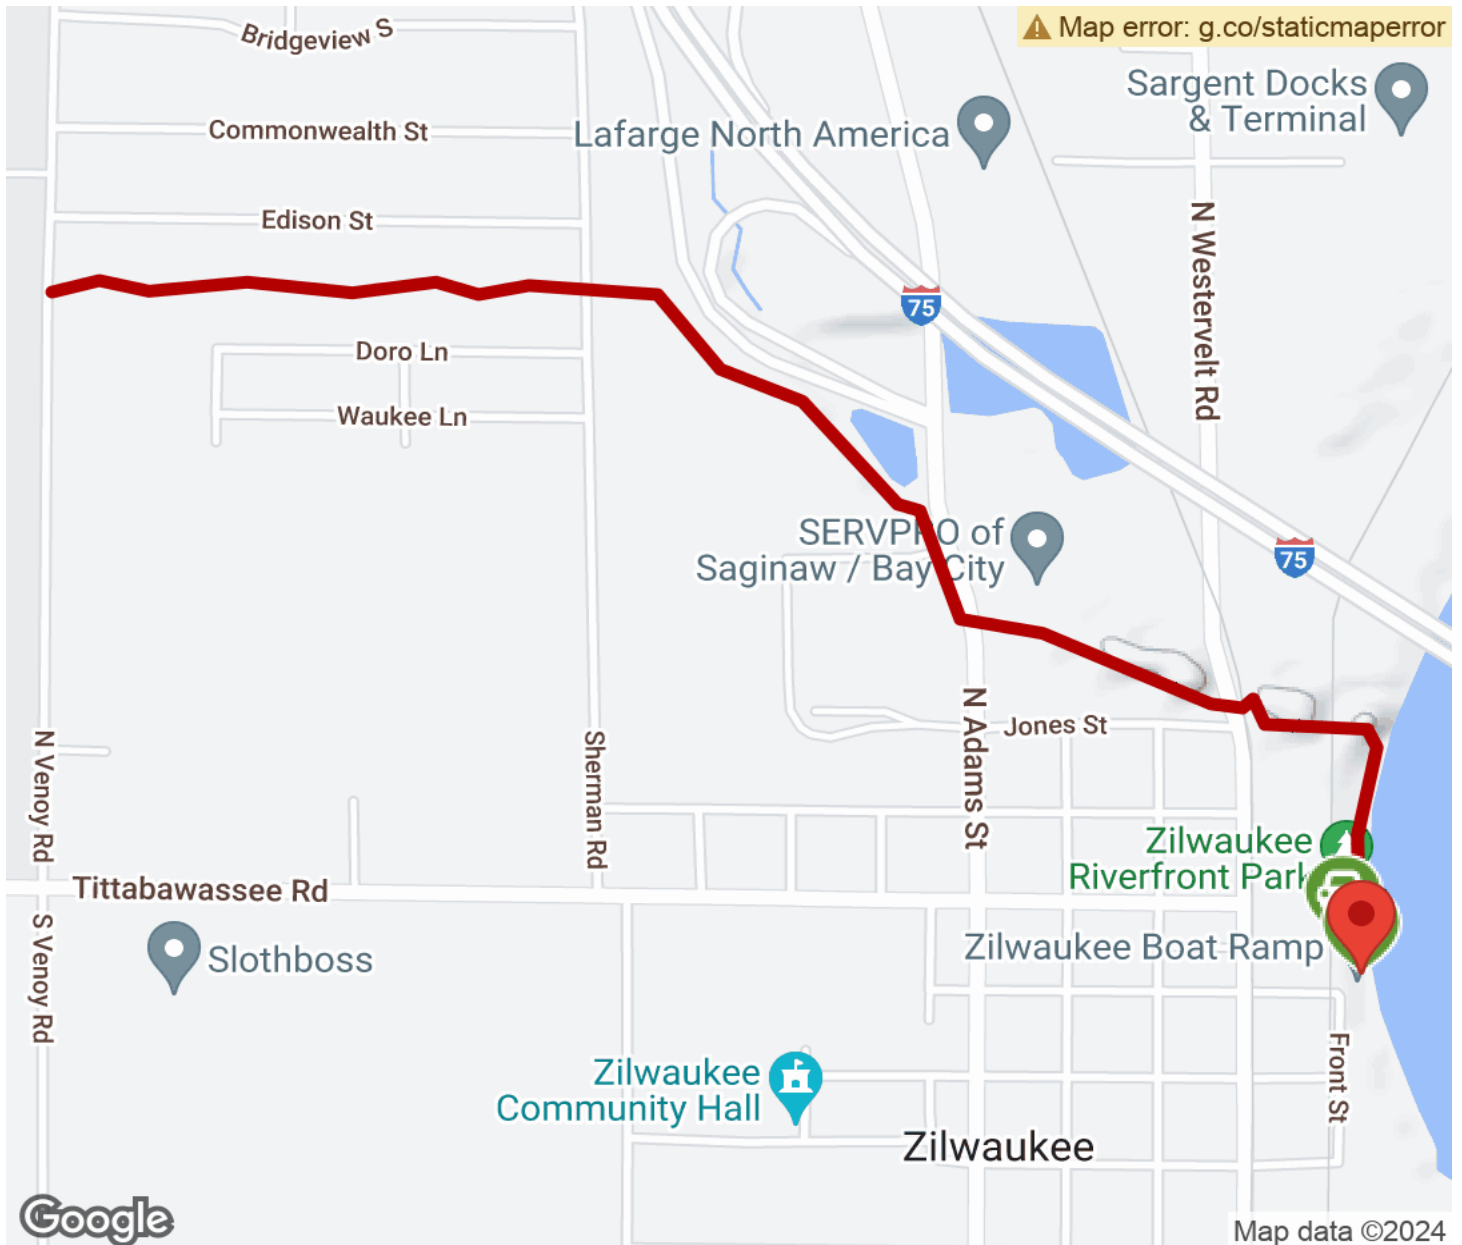 Map error: g.co/staticmaperror
Bridgeview S
Sargent Docks
& Terminal
Lafarge North America
Commonwealth St
Edison St
N Westervelt Rd
75
Doro Ln
Waukee Ln
SERVPRO of
Saginaw / Bay City
75
N Adams St
Jones St
N Venoy Rd
Sherman Rd
Zilwaukee
Riverfront Park
Tittabawassee Rd
S Venoy Rd
Slothboss
Zilwaukee Boat Ramp
Front St
Zilwaukee
Community Hall
Zilwaukee
Google
Map data ©2024